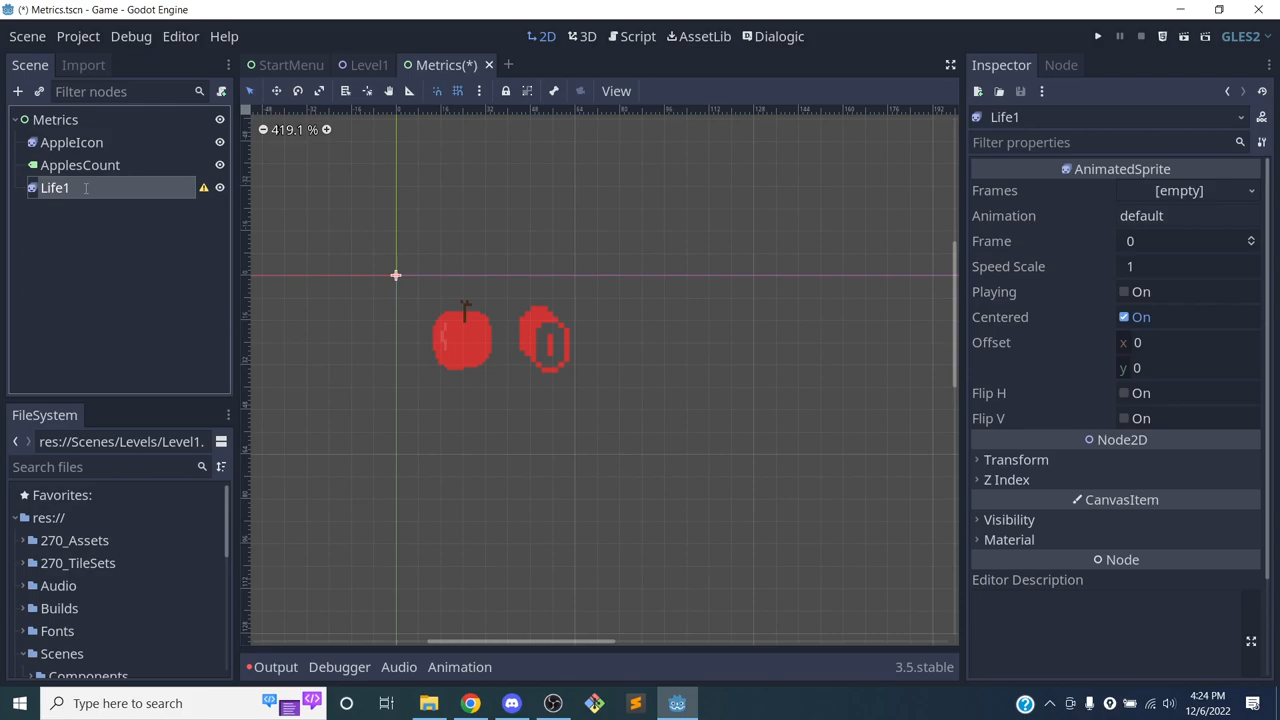 (*) Metrics.tscn - Game - Godot Engine
Scene Project Debug Editor Help
2D 3D Script AssetLib Dialogic
GLES2
Scene Import
StartMenu Level1 Metrics(*)
Inspector Node
Filter nodes
View
Life1
Filter properties
Metrics
AppleIcon
ApplesCount
Life1
419.1 %
AnimatedSprite
Frames [empty]
Animation default
Frame 0
Speed Scale 1
Playing On
Centered On
Offset x 0
y 0
Flip H On
Flip V On
Node2D
Transform
Z Index
CanvasItem
Visibility
Material
Node
Editor Description
FileSystem
res://Scenes/Levels/Level1.
Search files
Favorites:
res://
270_Assets
270_TileSets
Audio
Builds
Fonts
Scenes
Components
Output Debugger Audio Animation
3.5.stable
Type here to search
4:24 PM
12/6/2022